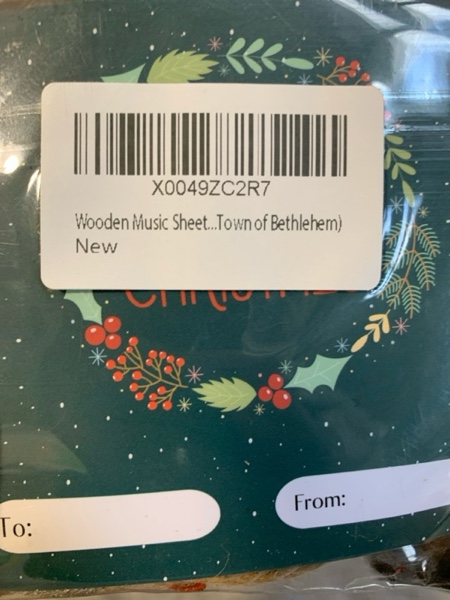 X0049ZC2R7
Wooden Music Sheet...Town of Bethlehem)
New
To:
From: